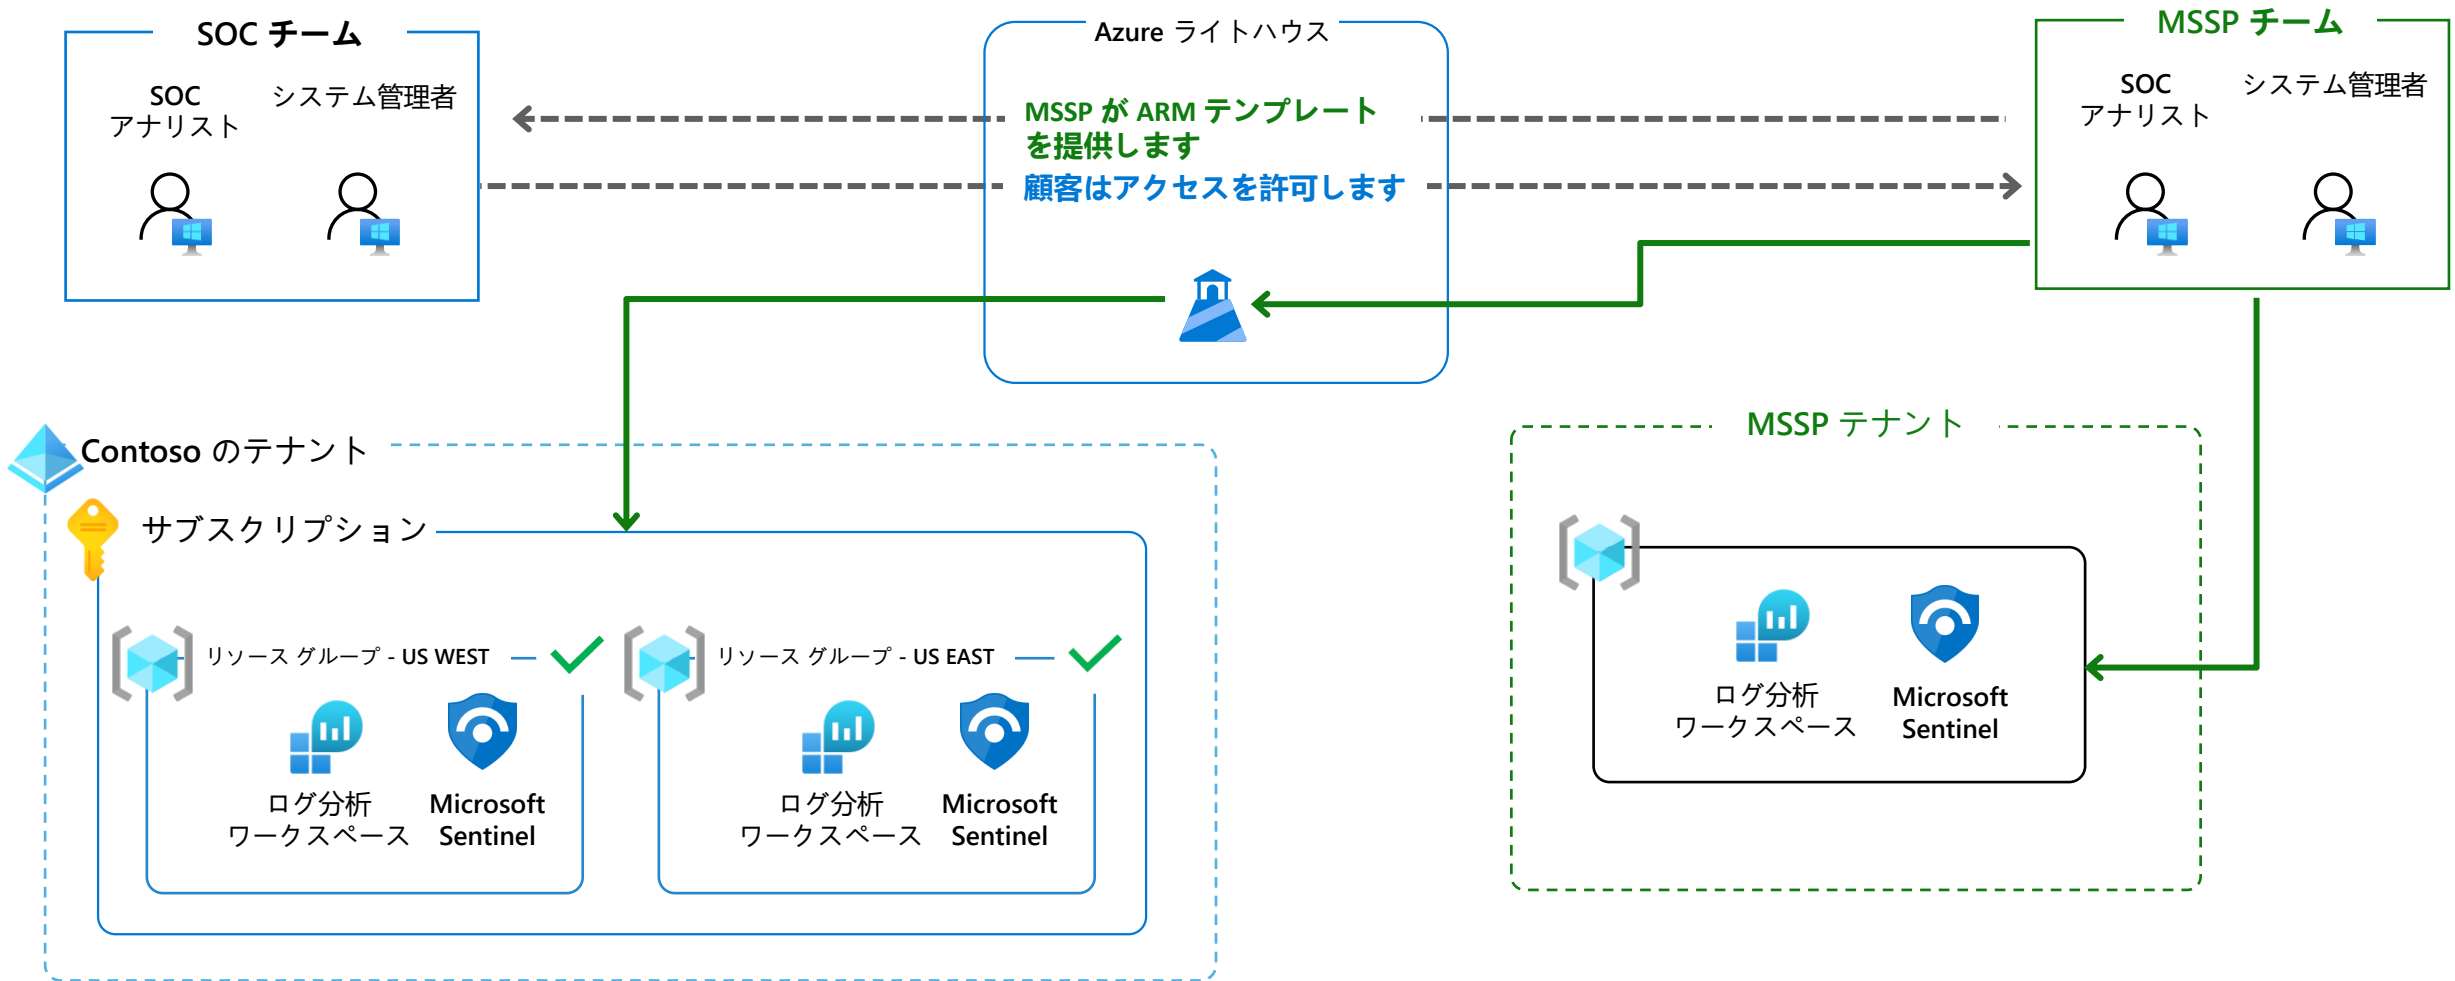 SOC チーム
SOC
アナリスト
システム管理者
Azure ライトハウス
MSSP が ARM テンプレート
を提供します
顧客はアクセスを許可します
MSSP チーム
SOC
アナリスト
システム管理者
Contoso のテナント
サブスクリプション
リソース グループ - US WEST
ログ分析
ワークスペース
Microsoft
Sentinel
リソース グループ - US EAST
ログ分析
ワークスペース
Microsoft
Sentinel
MSSP テナント
ログ分析
ワークスペース
Microsoft
Sentinel